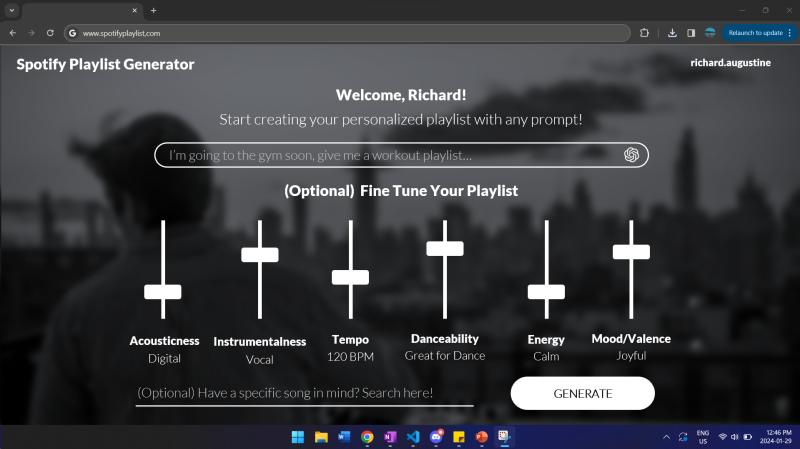 www.spotifyplaylist.com
Relaunch to update
Spotify Playlist Generator
richard.augustine
Welcome, Richard!
Start creating your personalized playlist with any prompt!
I'm going to the gym soon, give me a workout playlist...
(Optional) Fine Tune Your Playlist
Acousticness
Digital
Instrumentalness
Vocal
Tempo
120 BPM
Danceability
Great for Dance
Energy
Calm
Mood/Valence
Joyful
(Optional) Have a specific song in mind? Search here!
GENERATE
ENG
US
12:46 PM
2024-01-29